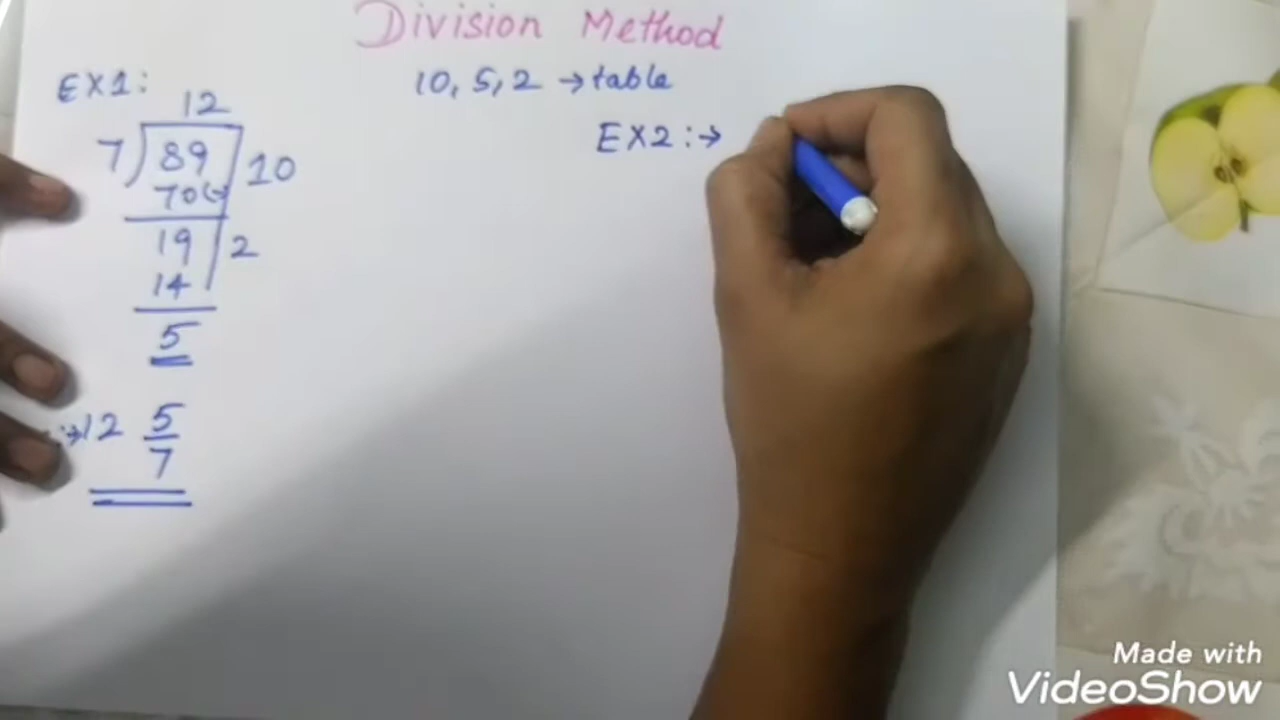 Division Method
10, 5, 2 → table
EX1:
12
7 ) 89 10
70(-)
19 2
14
5
:→ 12 5/7
EX2 :→
Made with
VideoShow